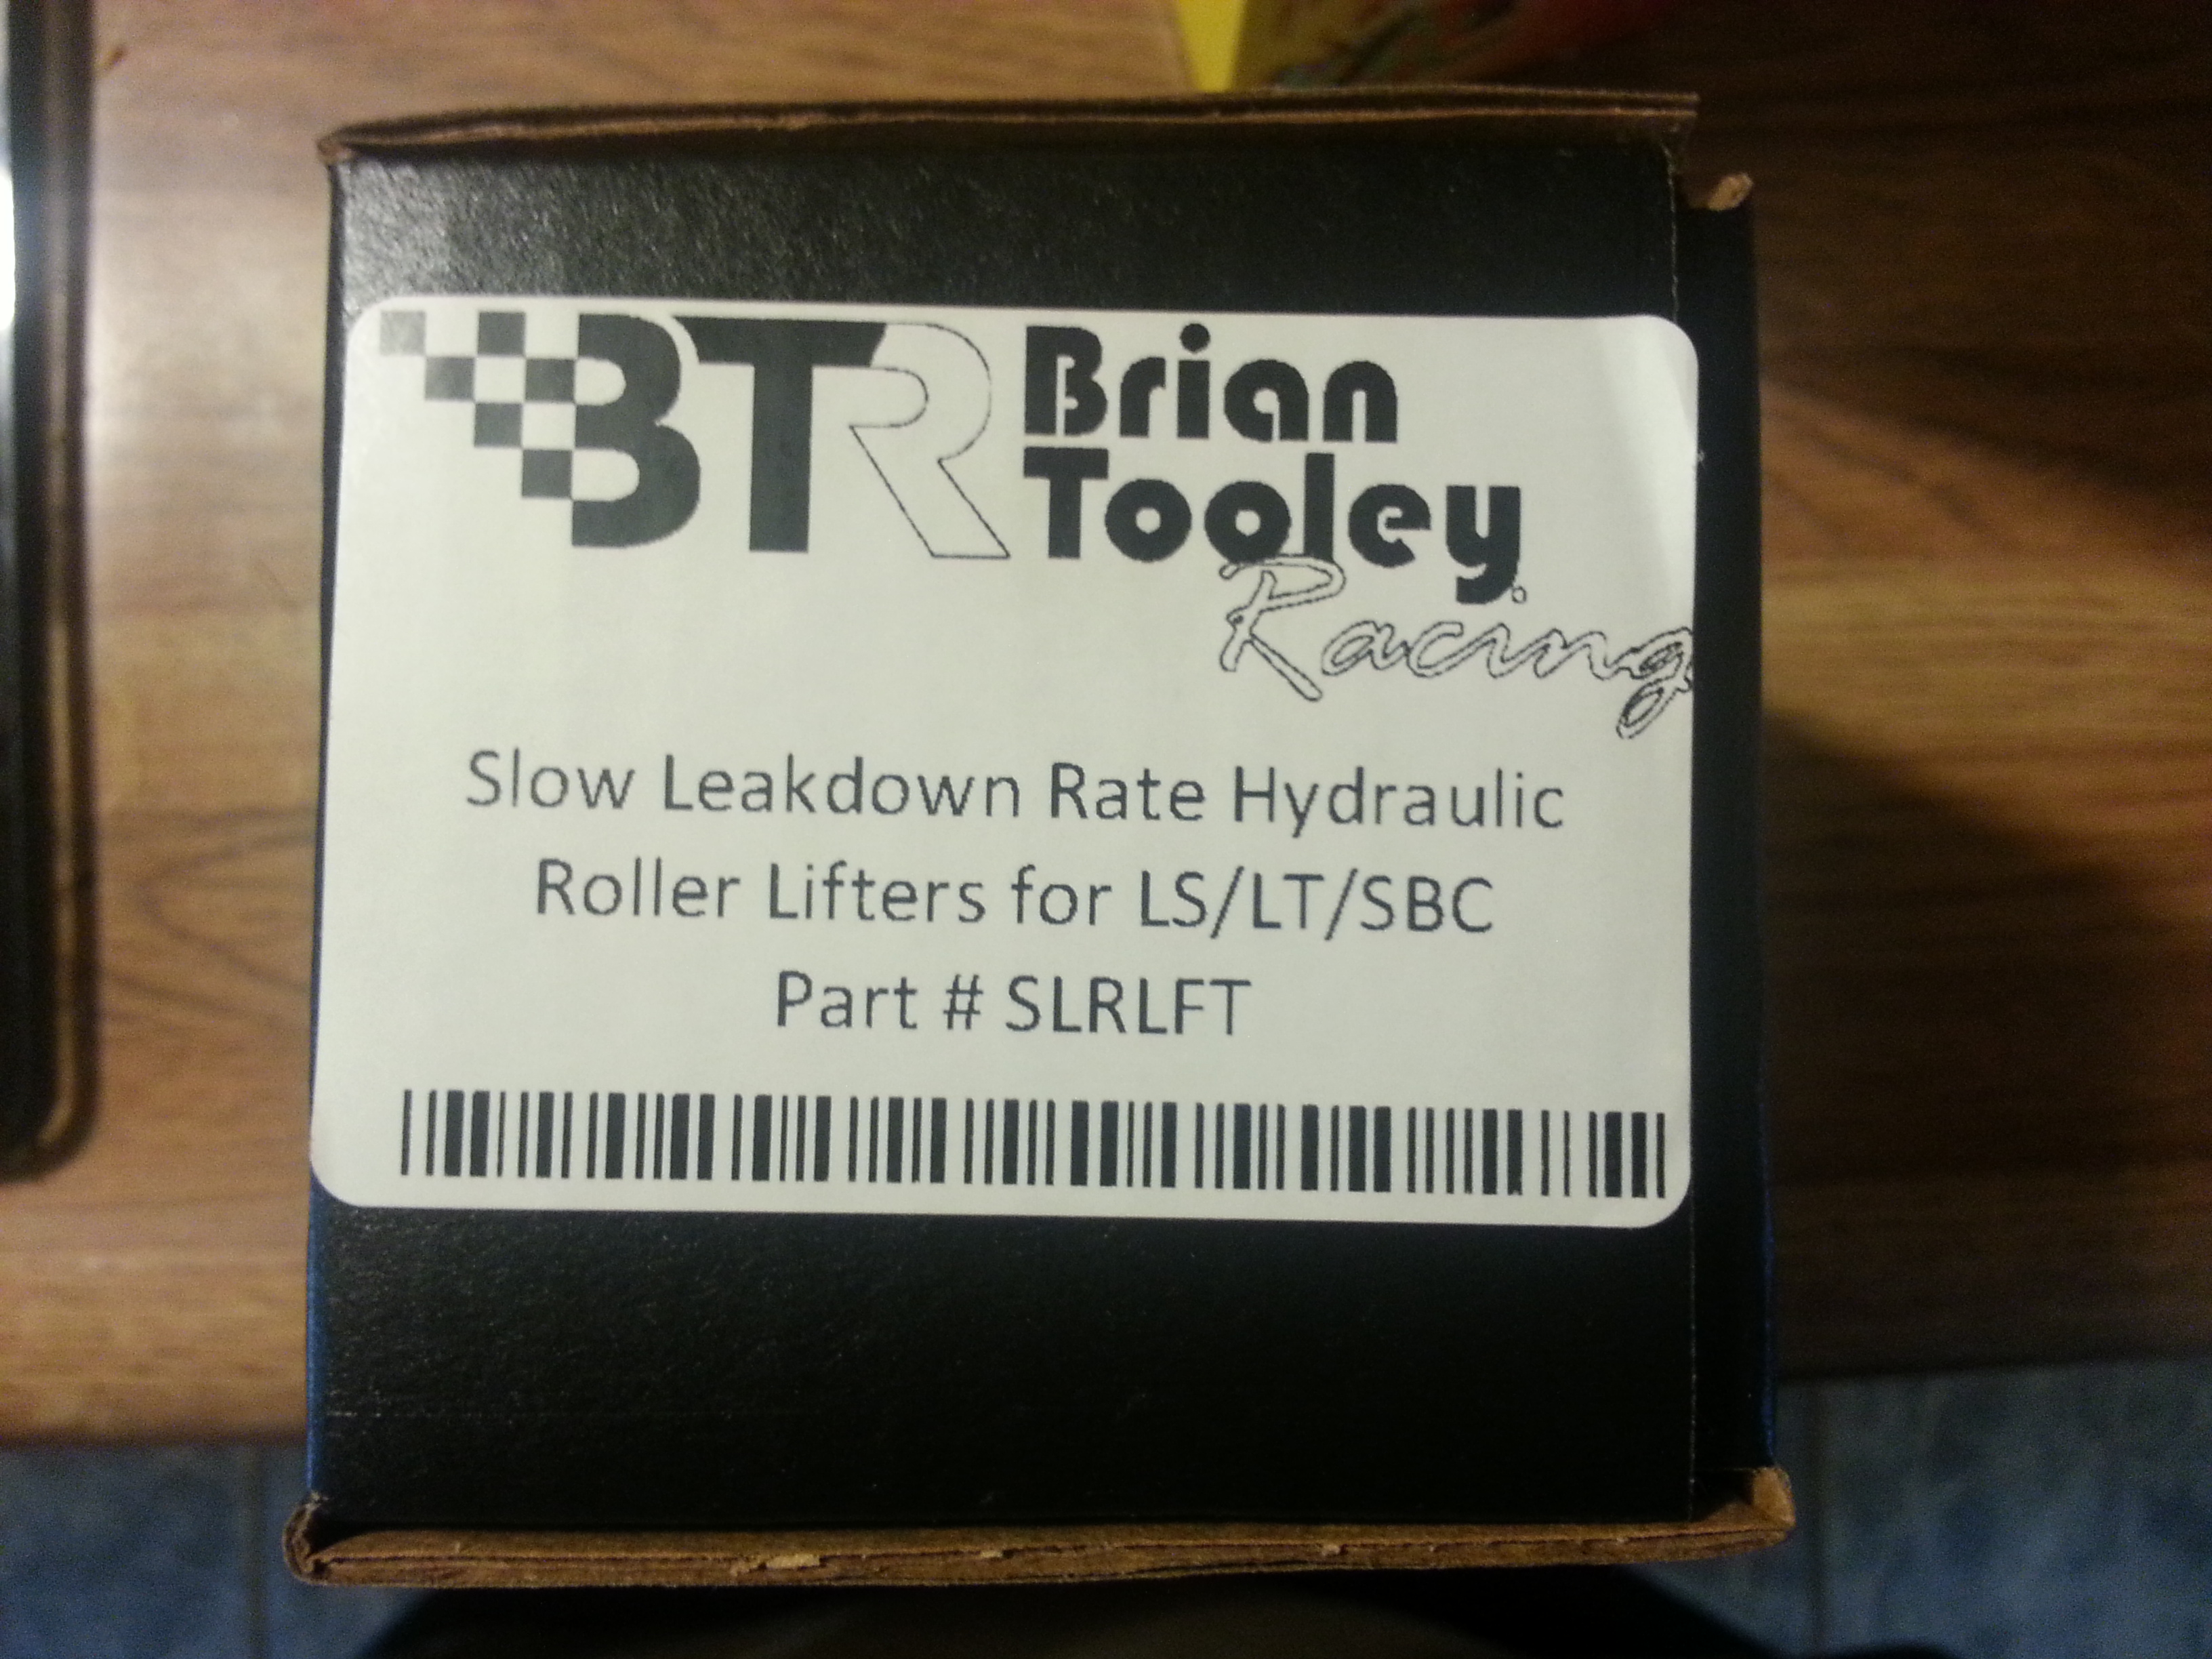 BTR Brian
Tooley
Racing
Slow Leakdown Rate Hydraulic
Roller Lifters for LS/LT/SBC
Part # SLRLFT